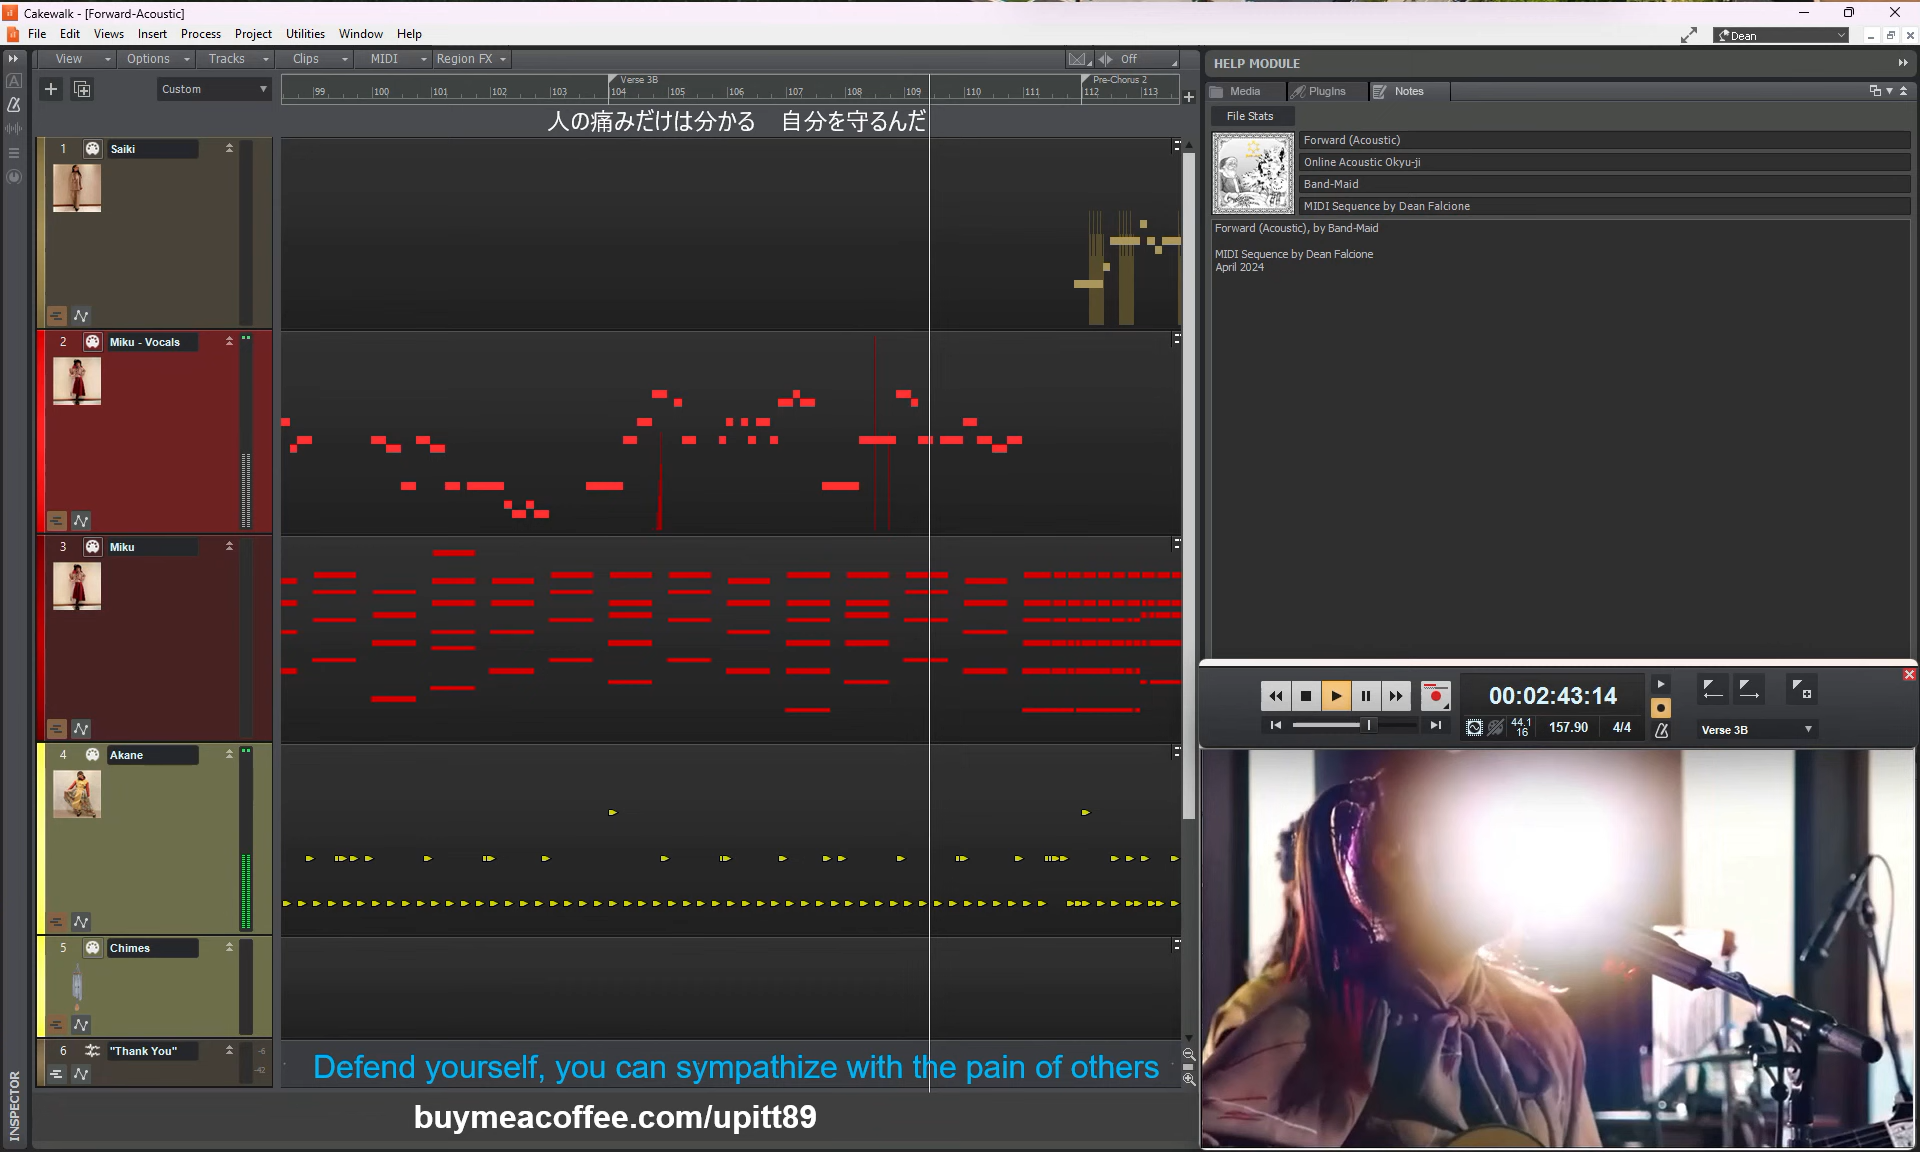 Cakewalk - [Forward-Acoustic]
File Edit Views Insert Process Project Utilities Window Help
Dean
View Options Tracks Clips MIDI Region FX Off
HELP MODULE
Media PlugIns Notes
Custom
Verse 3B Pre-Chorus 2
99 100 101 102 103 104 105 106 107 108 109 110 111 112 113
人の痛みだけは分かる 自分を守るんだ
File Stats
Forward (Acoustic)
Online Acoustic Okyu-ji
Band-Maid
MIDI Sequence by Dean Falcione
Forward (Acoustic), by Band-Maid
MIDI Sequence by Dean Falcione
April 2024
1 Saiki
2 Miku - Vocals
3 Miku
4 Akane
5 Chimes
6 "Thank You" -6
-42
00:02:43:14
44.1
16
157.90 4/4
Verse 3B
Defend yourself, you can sympathize with the pain of others
buymeacoffee.com/upitt89
INSPECTOR